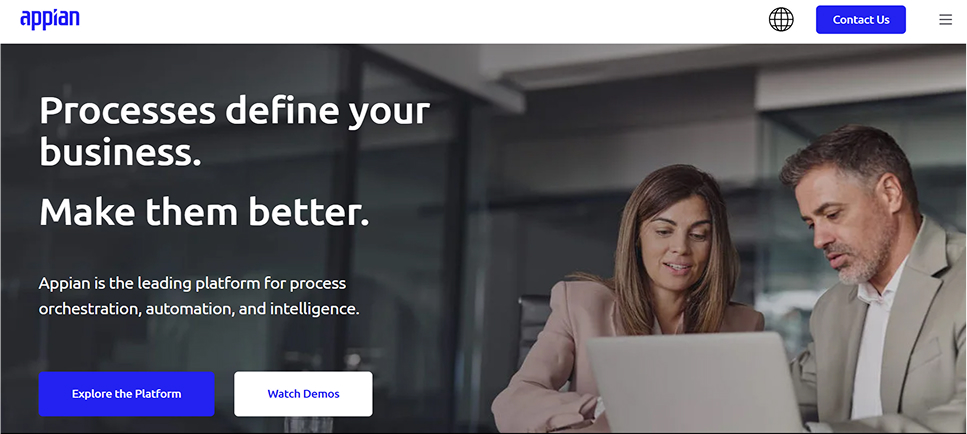 appian
Contact Us
Processes define your
business.
Make them better.
Appian is the leading platform for process
orchestration, automation, and intelligence.
Explore the Platform
Watch Demos